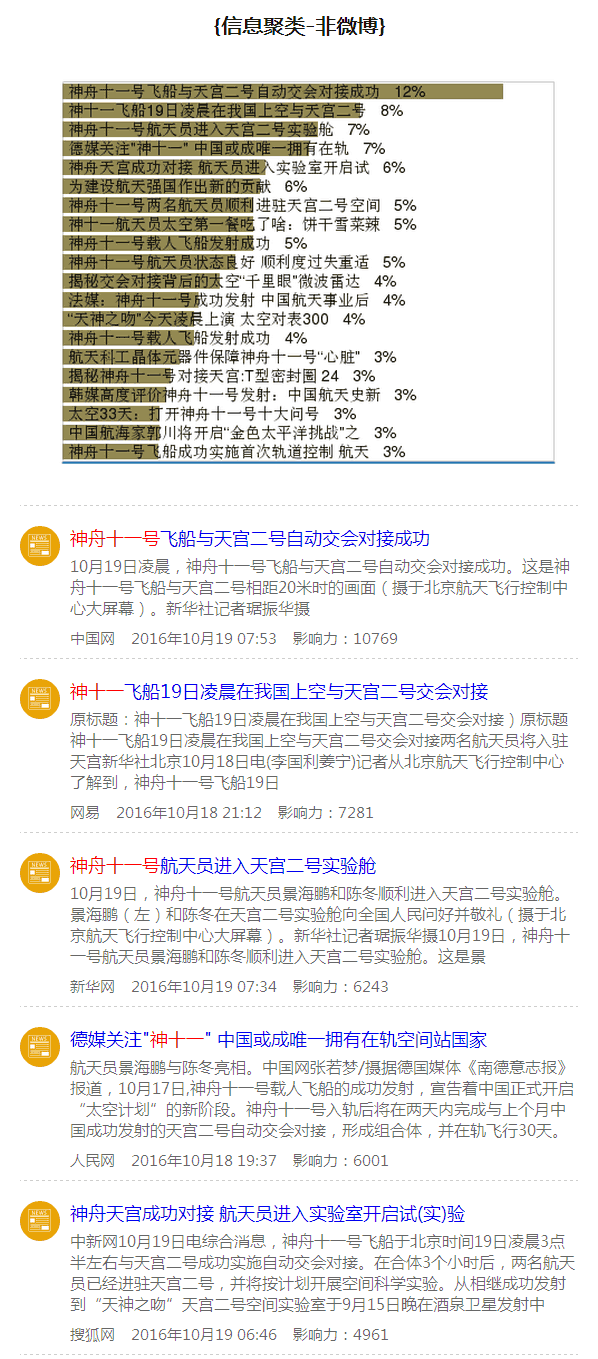 {信息聚类-非微博}
神舟十一号飞船与天宫二号自动交会对接成功 12%
神十一飞船19日凌晨在我国上空与天宫二号 8%
神舟十一号航天员进入天宫二号实验舱 7%
德媒关注"神十一" 中国或成唯一拥有在轨 7%
神舟天宫成功对接 航天员进入实验室开启试 6%
为建设航天强国作出新的贡献 6%
神舟十一号两名航天员顺利进驻天宫二号空间 5%
神十一航天员太空第一餐吃了啥：饼干雪菜辣 5%
神舟十一号载人飞船发射成功 5%
神舟十一号航天员状态良好 顺利度过失重适 5%
揭秘交会对接背后的太空“千里眼”微波雷达 4%
法媒：神舟十一号成功发射 中国航天事业后 4%
“天神之吻”今天凌晨上演 太空对表300 4%
神舟十一号载人飞船发射成功 4%
航天科工晶体元器件保障神舟十一号“心脏” 3%
揭秘神舟十一号对接天宫:T型密封圈 24 3%
韩媒高度评价神舟十一号发射：中国航天史新 3%
太空33天：打开神舟十一号十大问号 3%
中国航海家郭川将开启“金色太平洋挑战”之 3%
神舟十一号飞船成功实施首次轨道控制 航天 3%
神舟十一号飞船与天宫二号自动交会对接成功
10月19日凌晨，神舟十一号飞船与天宫二号自动交会对接成功。这是神
舟十一号飞船与天宫二号相距20米时的画面（摄于北京航天飞行控制中
心大屏幕）。新华社记者琚振华摄
中国网 2016年10月19 07:53 影响力：10769
神十一飞船19日凌晨在我国上空与天宫二号交会对接
原标题：神十一飞船19日凌晨在我国上空与天宫二号交会对接）原标题
神十一飞船19日凌晨在我国上空与天宫二号交会对接两名航天员将入驻
天宫新华社北京10月18日电(李国利姜宁)记者从北京航天飞行控制中心
了解到，神舟十一号飞船19日
网易 2016年10月18 21:12 影响力：7281
神舟十一号航天员进入天宫二号实验舱
10月19日，神舟十一号航天员景海鹏和陈冬顺利进入天宫二号实验舱。
景海鹏（左）和陈冬在天宫二号实验舱向全国人民问好并敬礼（摄于北
京航天飞行控制中心大屏幕）。新华社记者琚振华摄10月19日，神舟十
一号航天员景海鹏和陈冬顺利进入天宫二号实验舱。这是景
新华网 2016年10月19 07:34 影响力：6243
德媒关注"神十一" 中国或成唯一拥有在轨空间站国家
航天员景海鹏与陈冬亮相。中国网张若梦/摄据德国媒体《南德意志报》
报道，10月17日,神舟十一号载人飞船的成功发射，宣告着中国正式开启
“太空计划”的新阶段。神舟十一号入轨后将在两天内完成与上个月中
国成功发射的天宫二号自动交会对接，形成组合体，并在轨飞行30天。
人民网 2016年10月18 19:37 影响力：6001
神舟天宫成功对接 航天员进入实验室开启试(实)验
中新网10月19日电综合消息，神舟十一号飞船于北京时间19日凌晨3点
半左右与天宫二号成功实施自动交会对接。在合体3个小时后，两名航天
员已经进驻天宫二号，并将按计划开展空间科学实验。从相继成功发射
到“天神之吻”天宫二号空间实验室于9月15日晚在酒泉卫星发射中
搜狐网 2016年10月19 06:46 影响力：4961